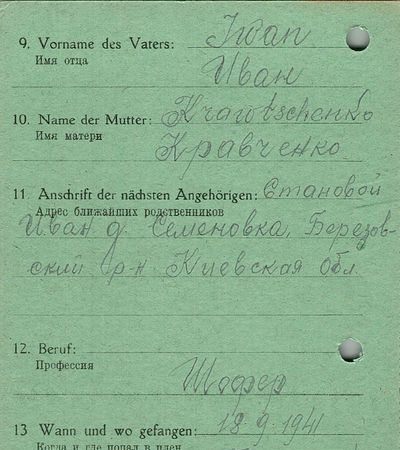 9. Vorname des Vaters: Iwan
Имя отца
Иван
10. Name der Mutter: Krawtschenko
Имя матери
Кравченко
11. Anschrift der nächsten Angehörigen: Становой
Адрес ближайших родственников
Иван д. Семеновка, Березов-
ский р-н Киевская Обл.
12. Beruf:
Профессия
Шофер
13 Wann und wo gefangen: 18.9.1941
Когда и где попал в плен